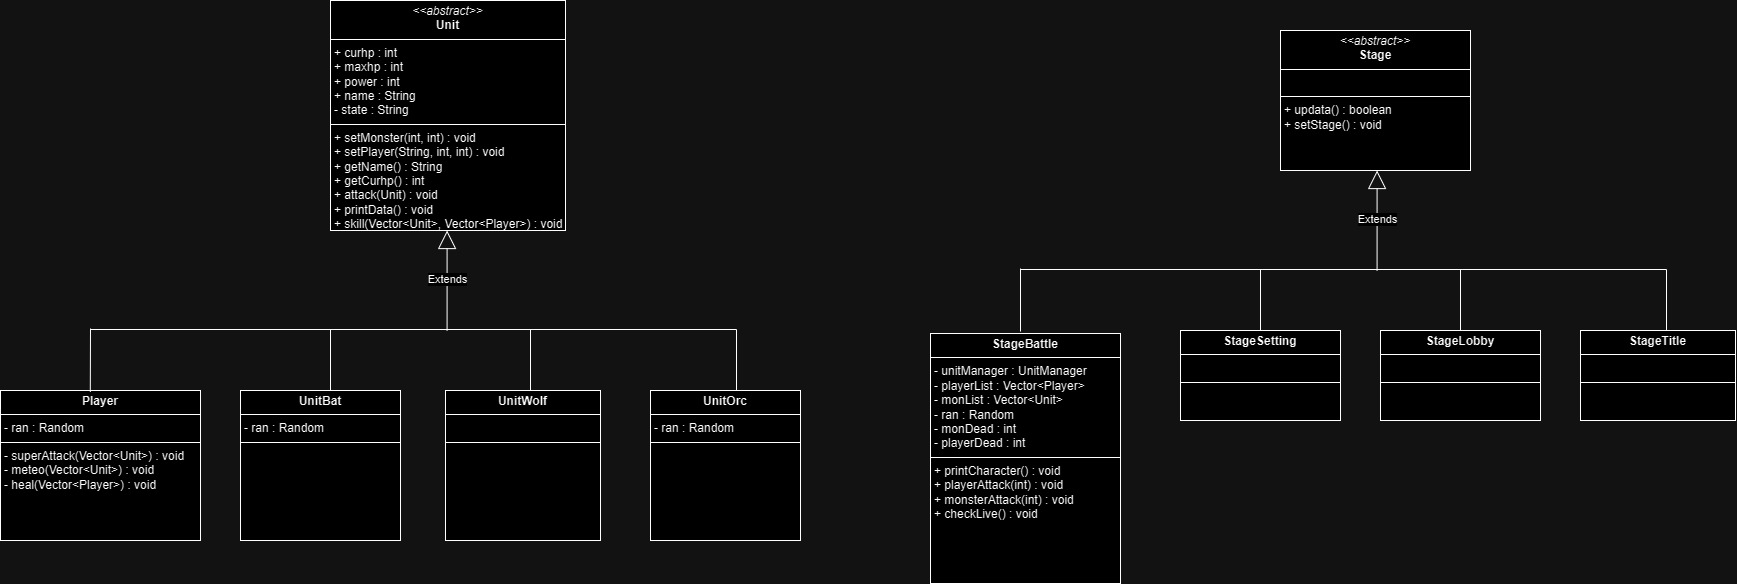 <<abstract>>
Unit
+ curhp : int
+ maxhp : int
+ power : int
+ name : String
- state : String
+ setMonster(int, int) : void
+ setPlayer(String, int, int) : void
+ getName() : String
+ getCurhp() : int
+ attack(Unit) : void
+ printData() : void
+ skill(Vector<Unit>, Vector<Player>) : void
Extends
Player
- ran : Random
- superAttack(Vector<Unit>) : void
- meteo(Vector<Unit>) : void
- heal(Vector<Player>) : void
UnitBat
- ran : Random
UnitWolf
UnitOrc
- ran : Random
<<abstract>>
Stage
+ updata() : boolean
+ setStage() : void
Extends
StageBattle
- unitManager : UnitManager
- playerList : Vector<Player>
- monList : Vector<Unit>
- ran : Random
- monDead : int
- playerDead : int
+ printCharacter() : void
+ playerAttack(int) : void
+ monsterAttack(int) : void
+ checkLive() : void
StageSetting
StageLobby
StageTitle